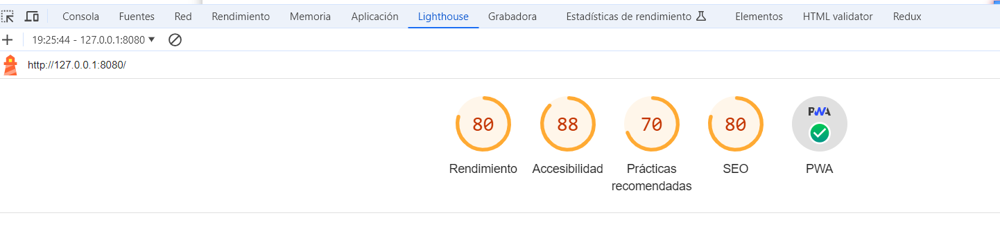 Consola Fuentes Red Rendimiento Memoria Aplicación Lighthouse Grabadora Estadísticas de rendimiento Elementos HTML validator Redux
19:25:44 - 127.0.0.1:8080
http://127.0.0.1:8080/
80 88 70 80 PWA
Rendimiento Accesibilidad Prácticas SEO PWA
recomendadas